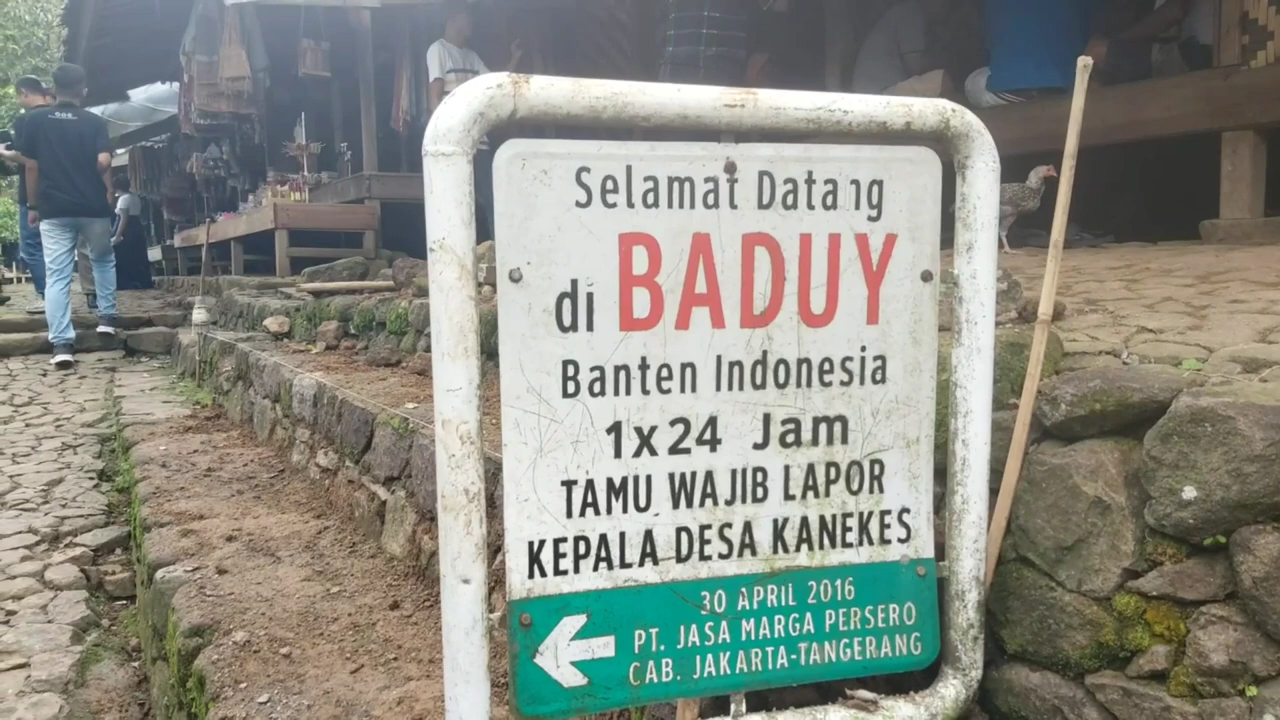 Selamat Datang
di BADUY
Banten Indonesia
1x24 Jam
TAMU WAJIB LAPOR
KEPALA DESA KANEKES
30 APRIL 2016
PT. JASA MARGA PERSERO
CAB. JAKARTA-TANGERANG